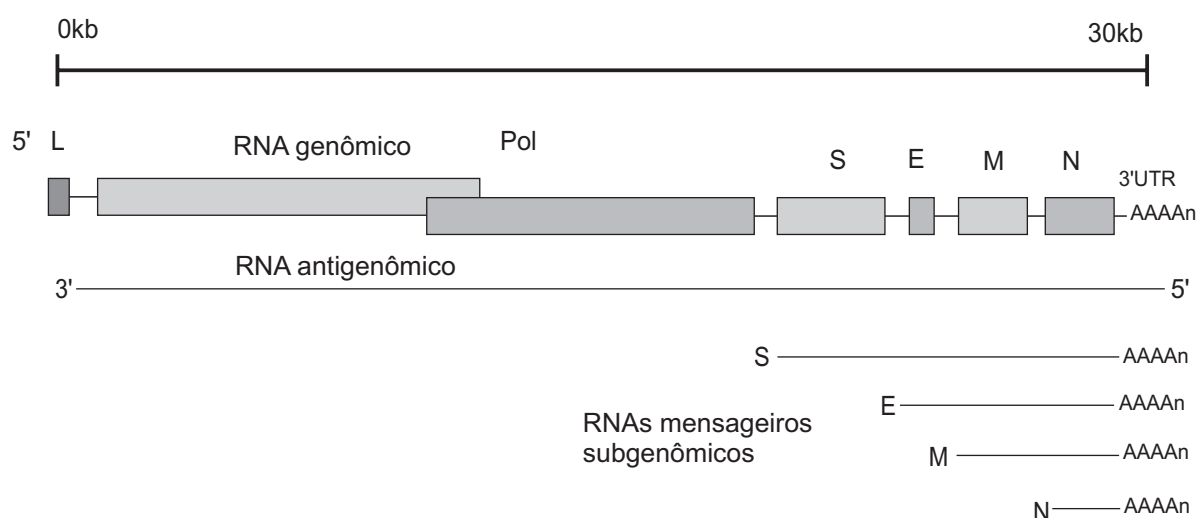 0kb 30kb
5' L RNA genômico Pol S E M N
3'UTR
AAAAn
RNA antigenômico
3' 5'
S AAAAn
E AAAAn
RNAs mensageiros
subgenômicos
M AAAAn
N AAAAn